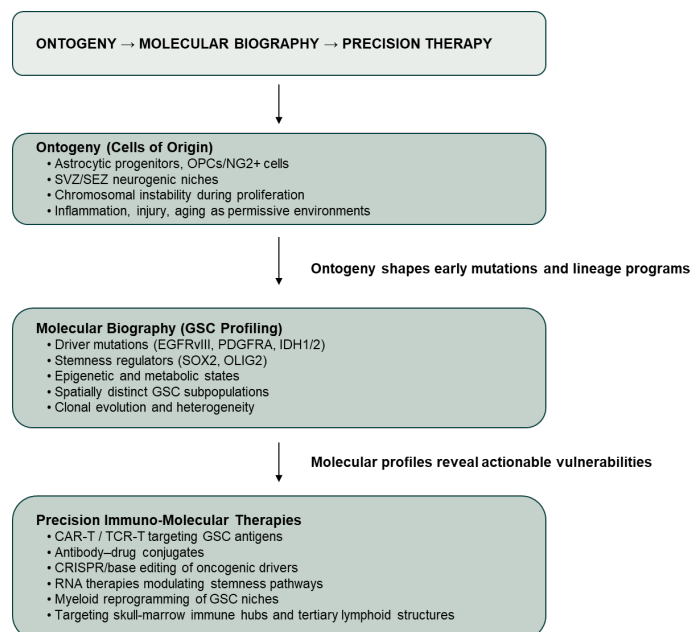 ONTOGENY → MOLECULAR BIOGRAPHY → PRECISION THERAPY
Ontogeny (Cells of Origin)
• Astrocytic progenitors, OPCs/NG2+ cells
• SVZ/SEZ neurogenic niches
• Chromosomal instability during proliferation
• Inflammation, injury, aging as permissive environments
Ontogeny shapes early mutations and lineage programs
Molecular Biography (GSC Profiling)
• Driver mutations (EGFRvIII, PDGFRA, IDH1/2)
• Stemness regulators (SOX2, OLIG2)
• Epigenetic and metabolic states
• Spatially distinct GSC subpopulations
• Clonal evolution and heterogeneity
Molecular profiles reveal actionable vulnerabilities
Precision Immuno-Molecular Therapies
• CAR-T / TCR-T targeting GSC antigens
• Antibody–drug conjugates
• CRISPR/base editing of oncogenic drivers
• RNA therapies modulating stemness pathways
• Myeloid reprogramming of GSC niches
• Targeting skull-marrow immune hubs and tertiary lymphoid structures